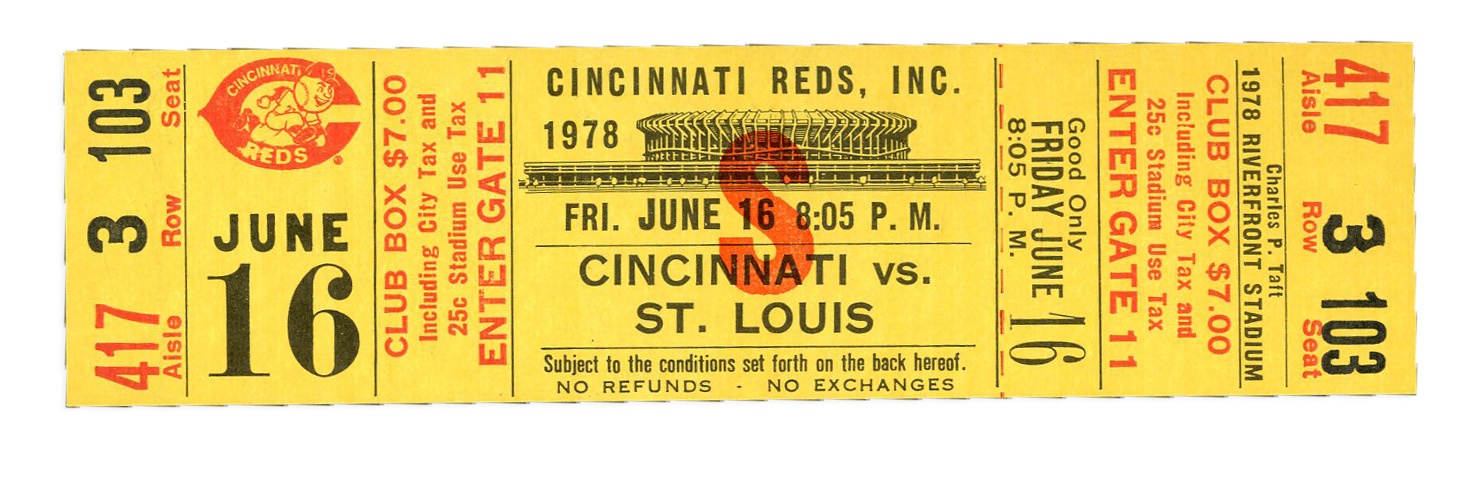 417 Aisle
3 Row
103 Seat
CINCINNATI
REDS
JUNE
16
CLUB BOX $7.00
Including City Tax and
25c Stadium Use Tax
ENTER GATE 11
CINCINNATI REDS, INC.
1978
S
FRI. JUNE 16 8:05 P. M.
CINCINNATI vs.
ST. LOUIS
Subject to the conditions set forth on the back hereof.
NO REFUNDS - NO EXCHANGES
Good Only
FRIDAY JUNE 16
8:05 P. M.
CLUB BOX $7.00
Including City Tax and
25c Stadium Use Tax
ENTER GATE 11
Charles P. Taft
1978 RIVERFRONT STADIUM
417 Aisle
3 Row
103 Seat